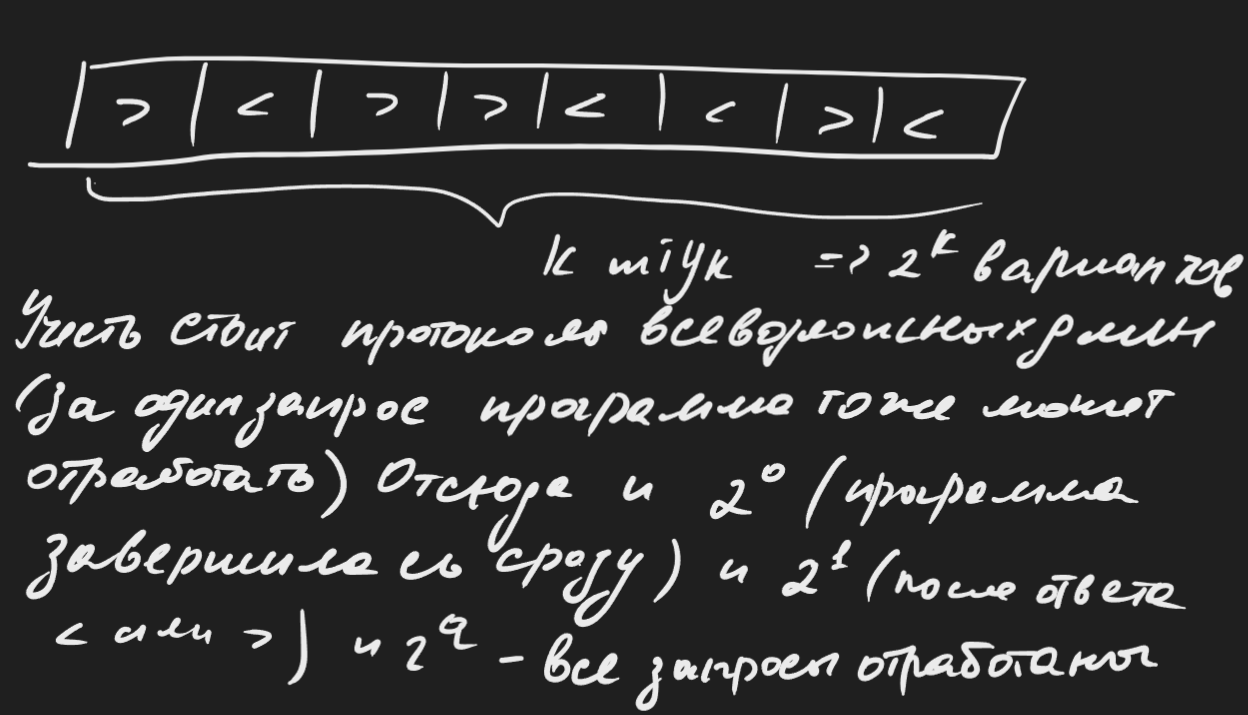 > | < | > | > | < | < | > | <
k штук => 2^k вариантов
Учесть стоит протокола всевозможных длин
(за один запрос программа тоже может
отработать) Отсюда и 2^0 (программа
завершилась сразу) и 2^1 (после ответа
< или >) и 2^q - все запросы отработаны